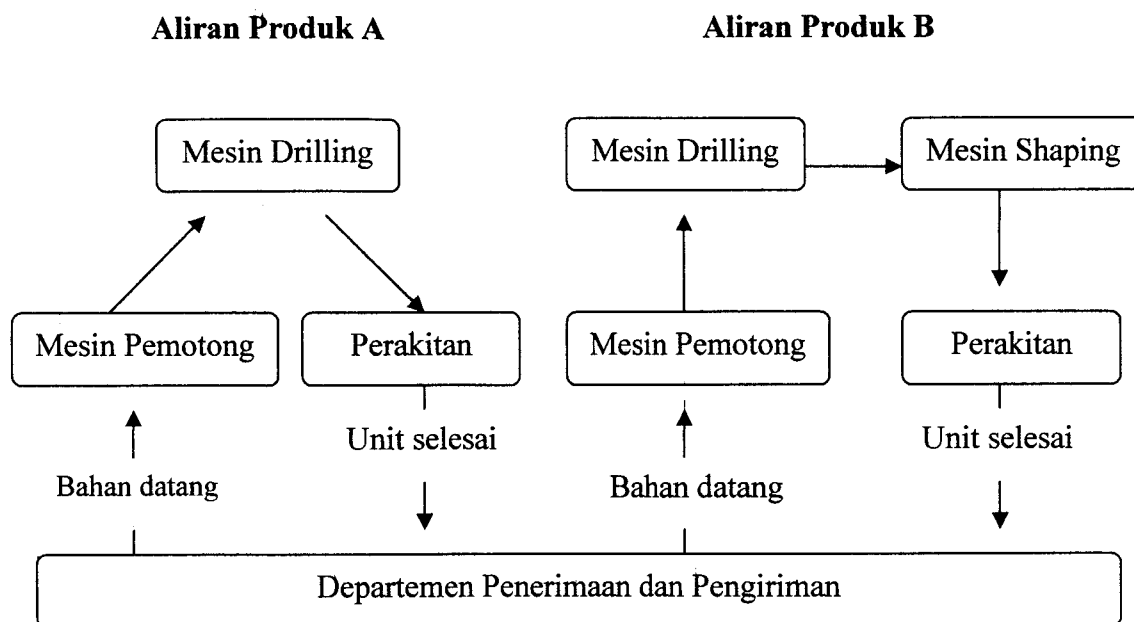 Aliran Produk A
Aliran Produk B
Mesin Drilling
Mesin Drilling
Mesin Shaping
Mesin Pemotong
Perakitan
Mesin Pemotong
Perakitan
Unit selesai
Unit selesai
Bahan datang
Bahan datang
Departemen Penerimaan dan Pengiriman